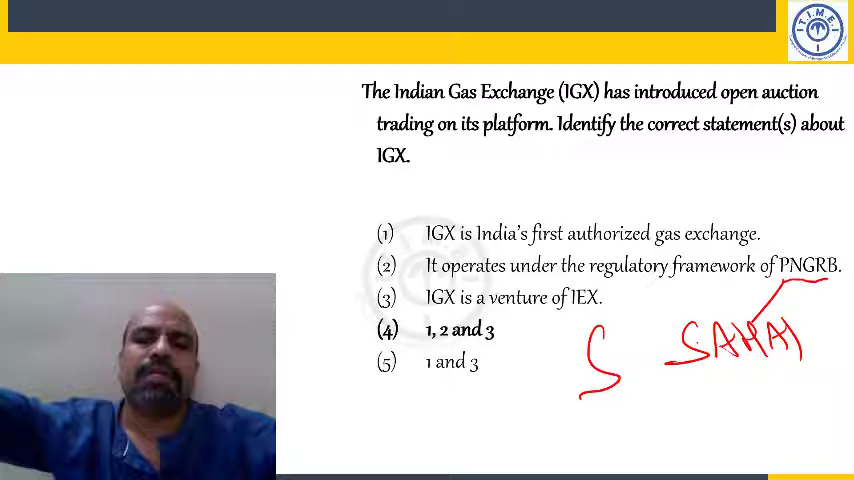 T.I.M.E.
The Indian Gas Exchange (IGX) has introduced open auction
trading on its platform. Identify the correct statement(s) about
IGX.
(1) IGX is India's first authorized gas exchange.
(2) It operates under the regulatory framework of PNGRB.
(3) IGX is a venture of IEX.
(4) 1, 2 and 3
(5) 1 and 3
S SAHAJ